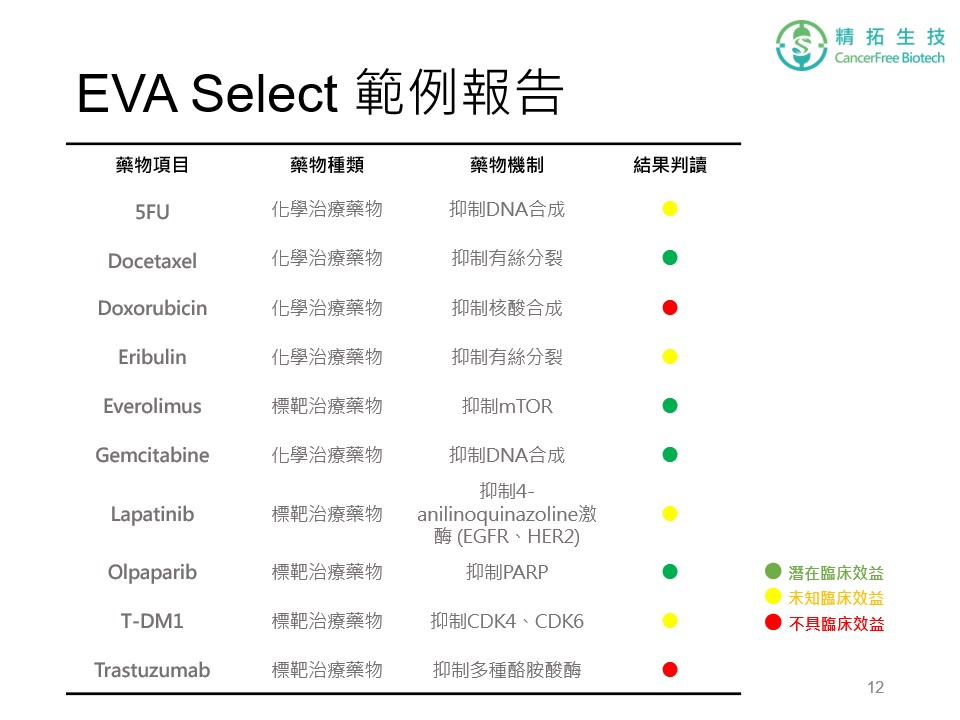 精拓生技
CancerFree Biotech
EVA Select 範例報告
藥物項目 藥物種類 藥物機制 結果判讀
5FU 化學治療藥物 抑制DNA合成
Docetaxel 化學治療藥物 抑制有絲分裂
Doxorubicin 化學治療藥物 抑制核酸合成
Eribulin 化學治療藥物 抑制有絲分裂
Everolimus 標靶治療藥物 抑制mTOR
Gemcitabine 化學治療藥物 抑制DNA合成
抑制4-
Lapatinib 標靶治療藥物 anilinoquinazoline激
酶 (EGFR、HER2)
Olpaparib 標靶治療藥物 抑制PARP
T-DM1 標靶治療藥物 抑制CDK4、CDK6
Trastuzumab 標靶治療藥物 抑制多種酪胺酸酶
潛在臨床效益
未知臨床效益
不具臨床效益
12